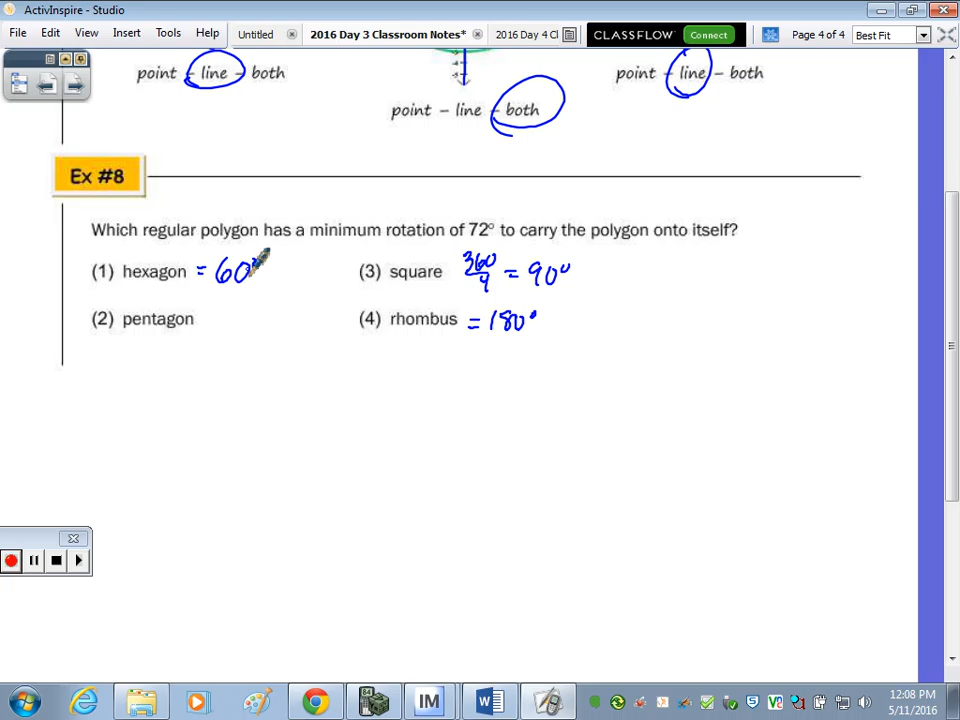 ActivInspire - Studio
File Edit View Insert Tools Help Untitled 2016 Day 3 Classroom Notes* 2016 Day 4 Cl CLASSFLOW Connect Page 4 of 4 Best Fit
point - line - both point - line - both
point - line - both
Ex #8
Which regular polygon has a minimum rotation of 72° to carry the polygon onto itself?
(1) hexagon = 60° (3) square 360/4 = 90°
(2) pentagon (4) rhombus = 180°
84 IM W V2
12:08 PM
5/11/2016